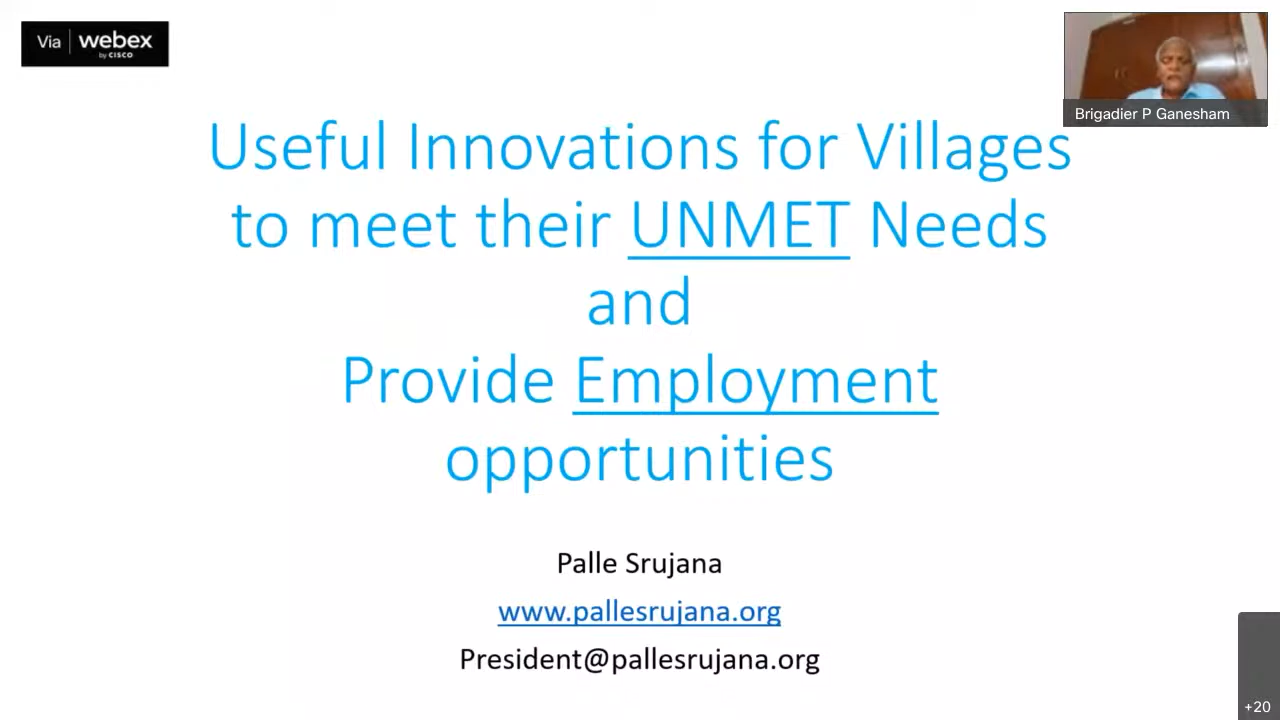 Via webex
by CISCO
Brigadier P Ganesham
Useful Innovations for Villages
to meet their UNMET Needs
and
Provide Employment
opportunities
Palle Srujana
www.pallesrujana.org
President@pallesrujana.org
+20